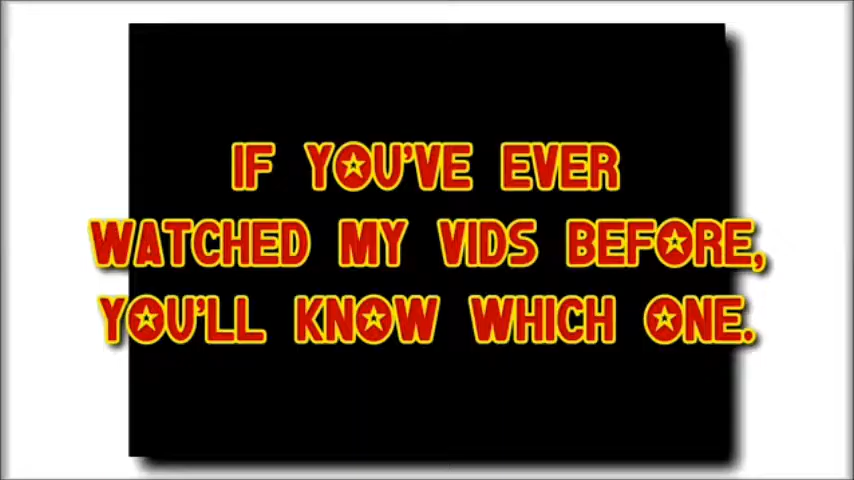 IF YOU'VE EVER
WATCHED MY VIDS BEFORE,
YOU'LL KNOW WHICH ONE.